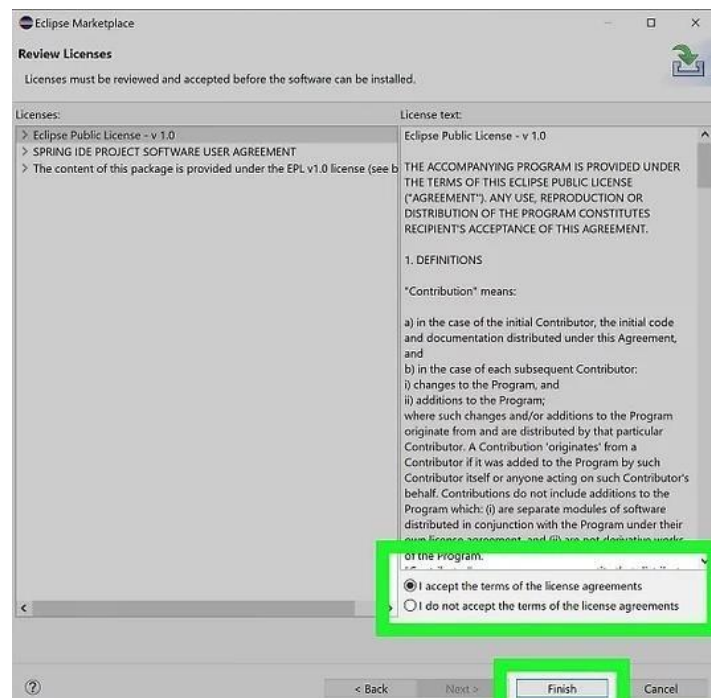 Eclipse Marketplace
Review Licenses
Licenses must be reviewed and accepted before the software can be installed.
Licenses:
> Eclipse Public License - v 1.0
> SPRING IDE PROJECT SOFTWARE USER AGREEMENT
> The content of this package is provided under the EPL v1.0 license (see b
License text:
Eclipse Public License - v 1.0
THE ACCOMPANYING PROGRAM IS PROVIDED UNDER
THE TERMS OF THIS ECLIPSE PUBLIC LICENSE
("AGREEMENT"). ANY USE, REPRODUCTION OR
DISTRIBUTION OF THE PROGRAM CONSTITUTES
RECIPIENT'S ACCEPTANCE OF THIS AGREEMENT.
1. DEFINITIONS
"Contribution" means:
a) in the case of the initial Contributor, the initial code
and documentation distributed under this Agreement,
and
b) in the case of each subsequent Contributor:
i) changes to the Program, and
ii) additions to the Program;
where such changes and/or additions to the Program
originate from and are distributed by that particular
Contributor. A Contribution 'originates' from a
Contributor if it was added to the Program by such
Contributor itself or anyone acting on such Contributor's
behalf. Contributions do not include additions to the
Program which: (i) are separate modules of software
distributed in conjunction with the Program under their
own license agreement, and (ii) are not derivative works
of the Program.
I accept the terms of the license agreements
I do not accept the terms of the license agreements
< Back
Next >
Finish
Cancel